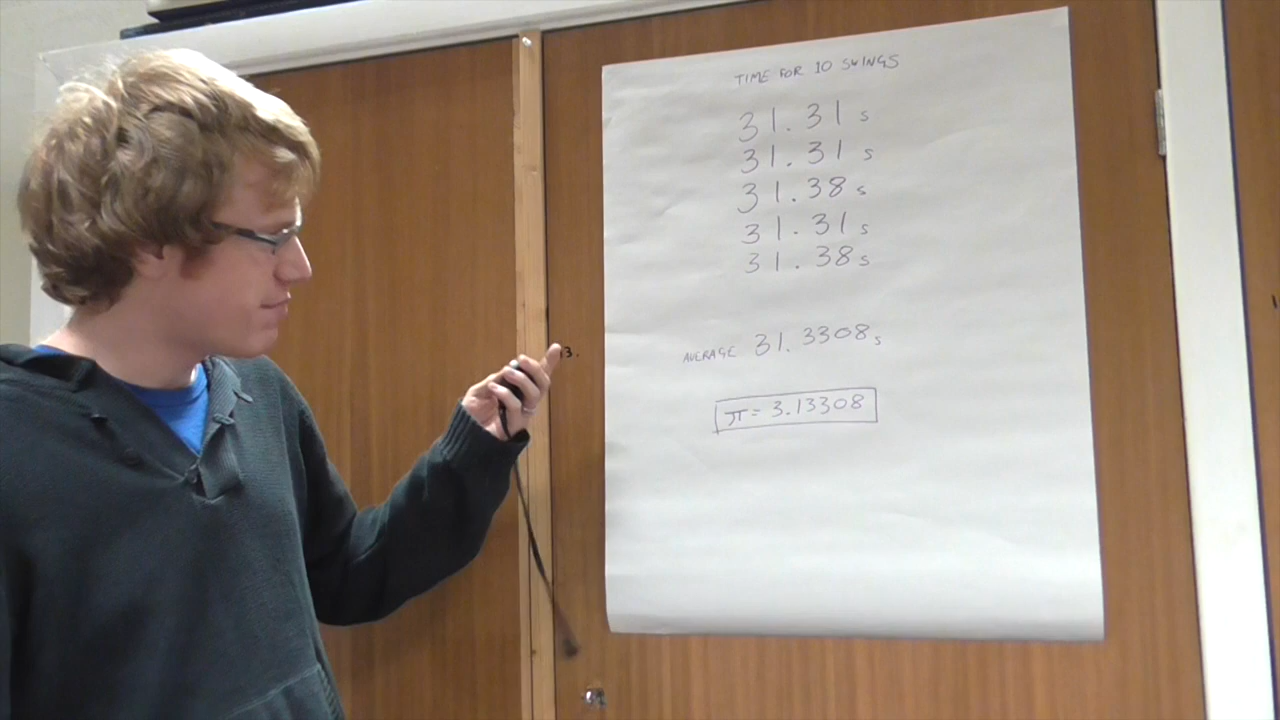 TIME FOR 10 SWINGS
31.31 s
31.31 s
31.38 s
31.31 s
31.38 s
AVERAGE 31.3308 s
π = 3.13308
13.